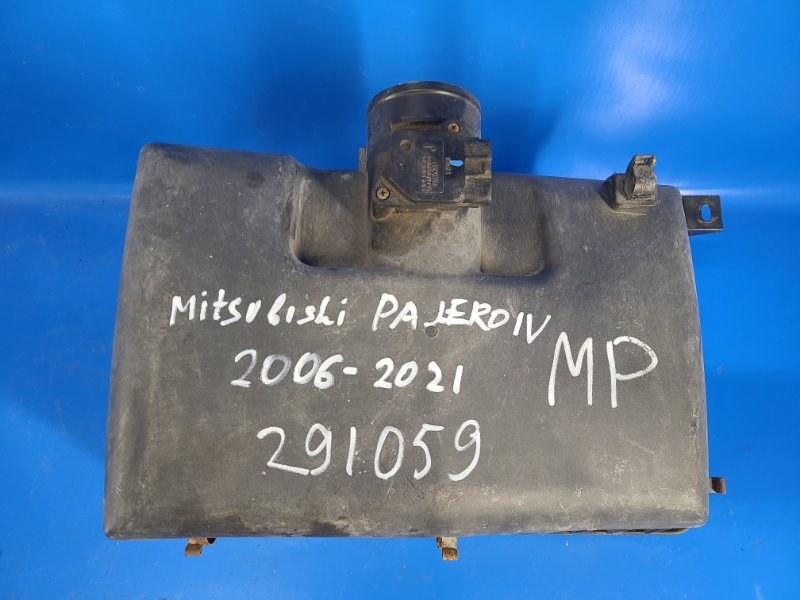 Mitsubishi PAJERO IV
2006-2021
MP
291059